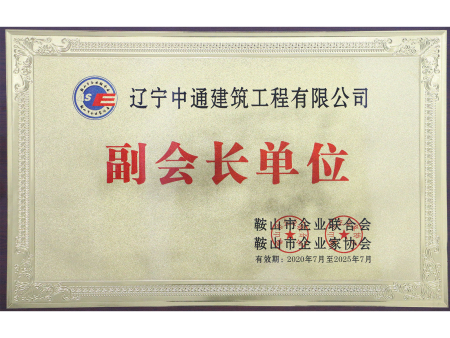 辽宁中通建筑工程有限公司
副会长单位
鞍山市企业联合会
鞍山市企业家协会
有效期：2020年7月至2025年7月